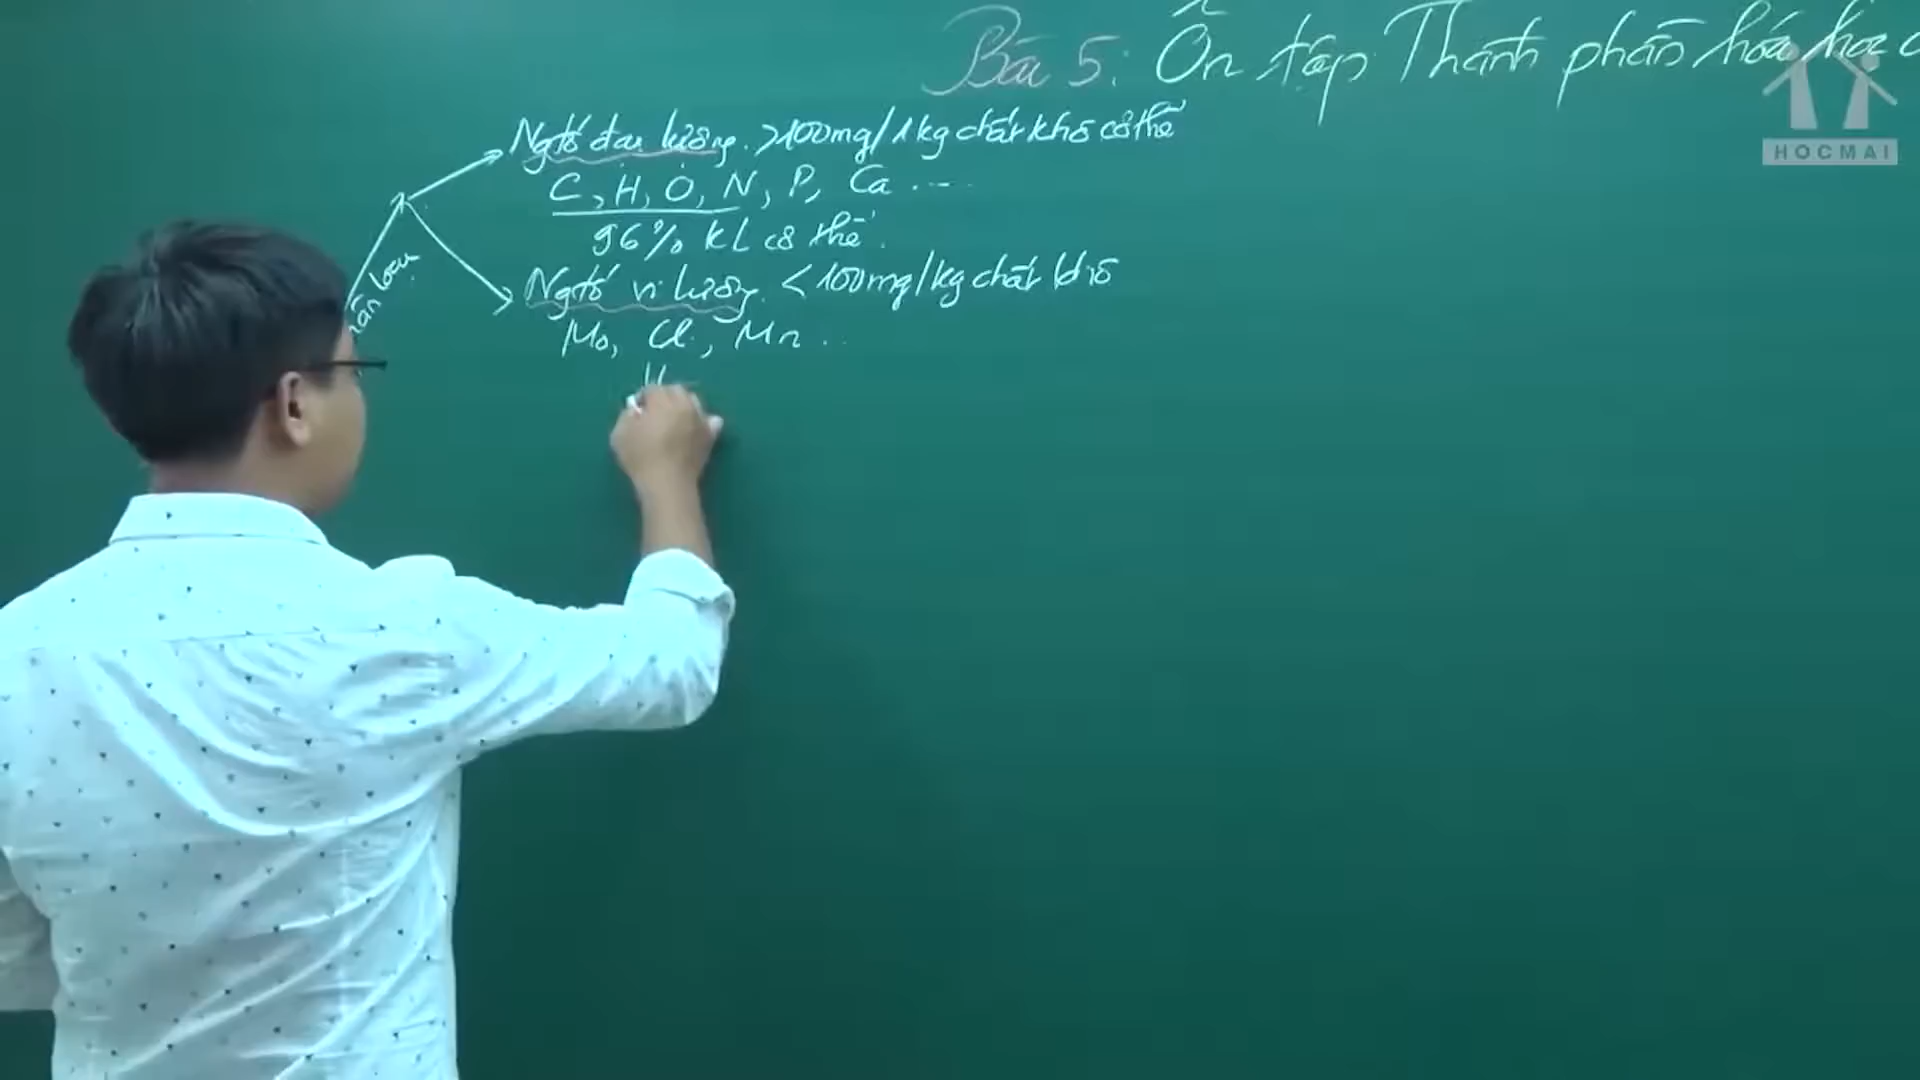 Bài 5: Ôn tập Thành phần hóa học
HOCMAI
Ngtố đa lượng. >100mg/1kg chất khô cơ thể
C, H, O, N, P, Ca ....
96% KL cơ thể.
Ngtố vi lượng. <100mg/kg chất khô
Mo, Cl, Mn ..
loại